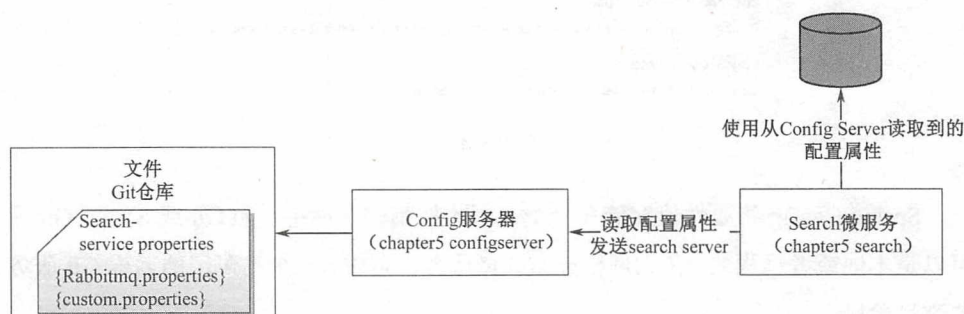 使用从Config Server读取到的
配置属性
文件
Git仓库
Search-
service properties
{Rabbitmq.properties}
{custom.properties}
Config服务器
（chapter5 configserver）
读取配置属性
发送search server
Search微服务
（chapter5 search）